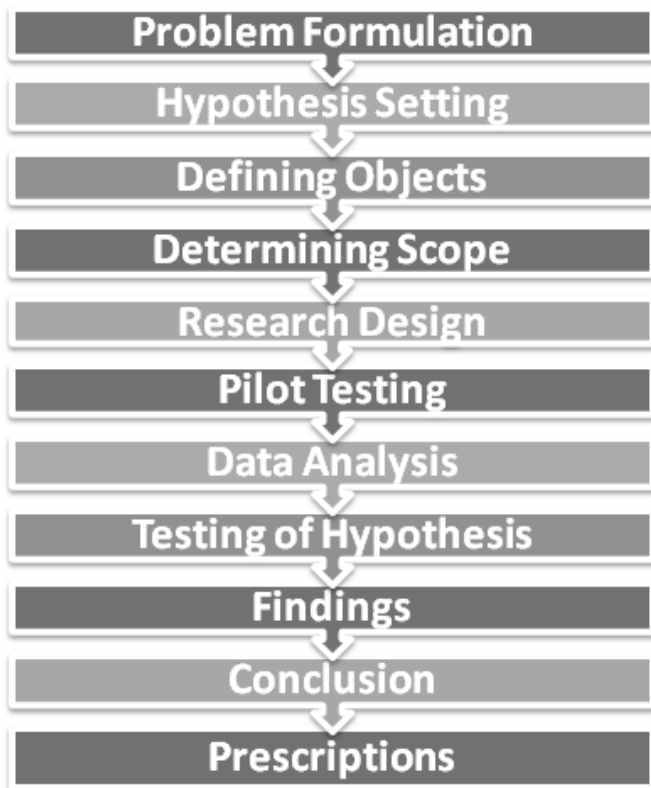 Problem Formulation
Hypothesis Setting
Defining Objects
Determining Scope
Research Design
Pilot Testing
Data Analysis
Testing of Hypothesis
Findings
Conclusion
Prescriptions